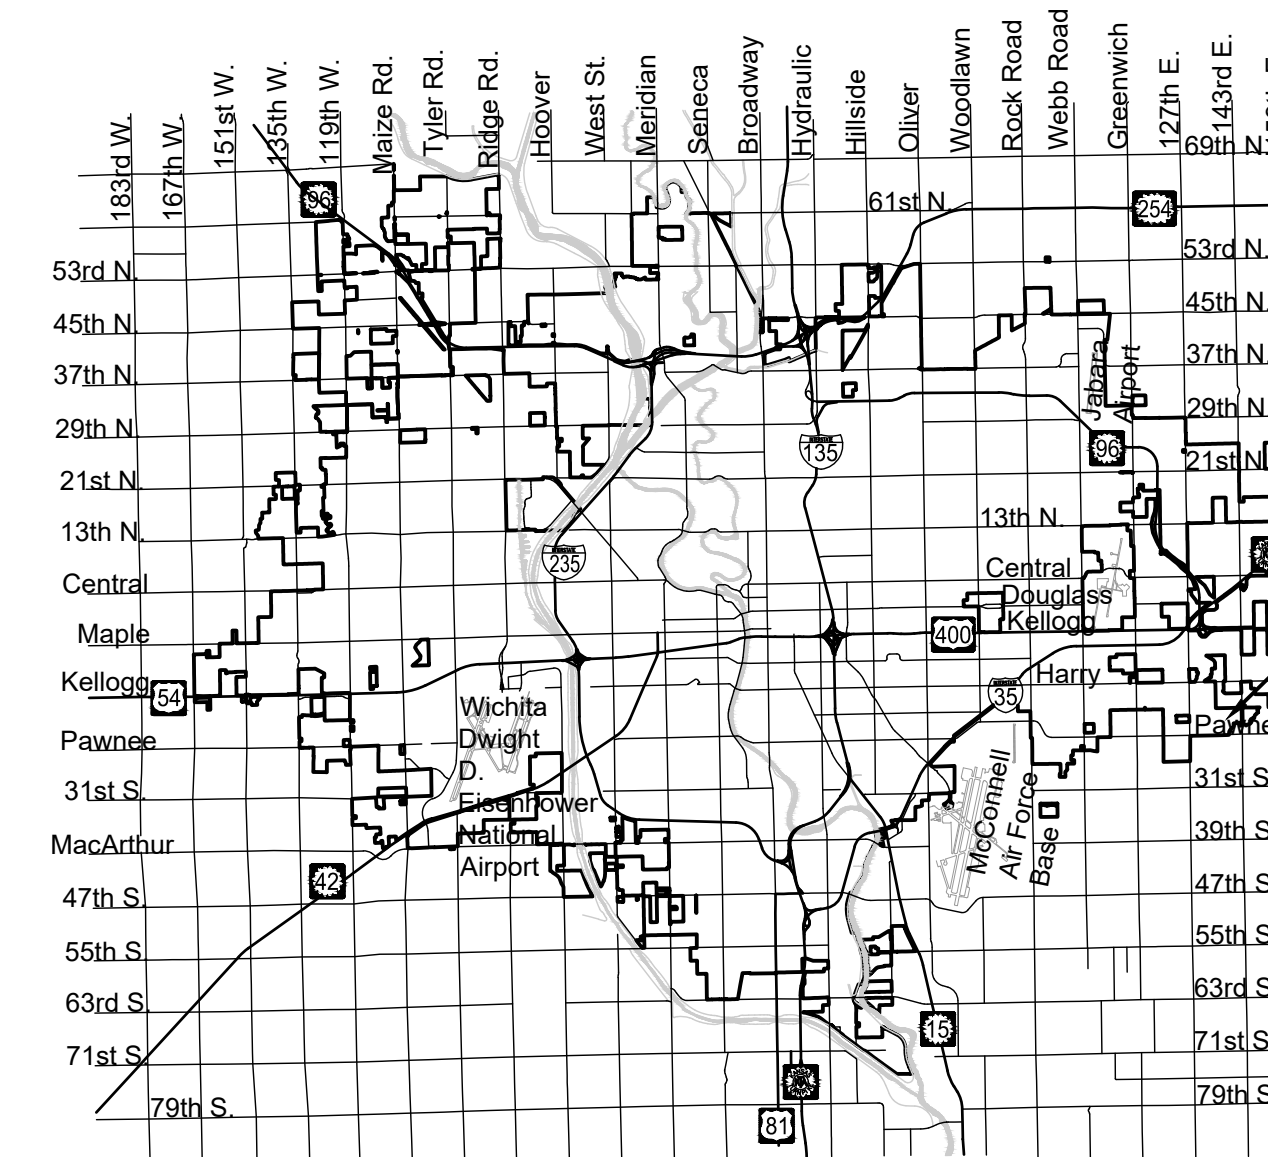 183rd W.
167th W.
151st W.
135th W.
119th W.
Maize Rd.
Tyler Rd.
Ridge Rd.
Hoover
West St.
Meridian
Seneca
Broadway
Hydraulic
Hillside
Oliver
Woodlawn
Rock Road
Webb Road
Greenwich
127th E.
143rd E.
69th N.
96
61st N.
254
53rd N.
53rd N.
45th N.
45th N.
37th N.
37th N.
Jabara
Airport
29th N.
29th N.
135
96
21st N.
21st N.
13th N.
13th N.
235
Central
Central
Douglass
Kellogg
Maple
400
Kellogg
54
Harry
35
Wichita
Dwight
D.
Eisenhower
National
Airport
Pawnee
Pawne
31st S.
31st S
McConnell
Air Force
Base
MacArthur
39th S
42
47th S.
47th S
55th S.
55th S
63rd S.
63rd S
15
71st S.
71st S
79th S.
79th S
81